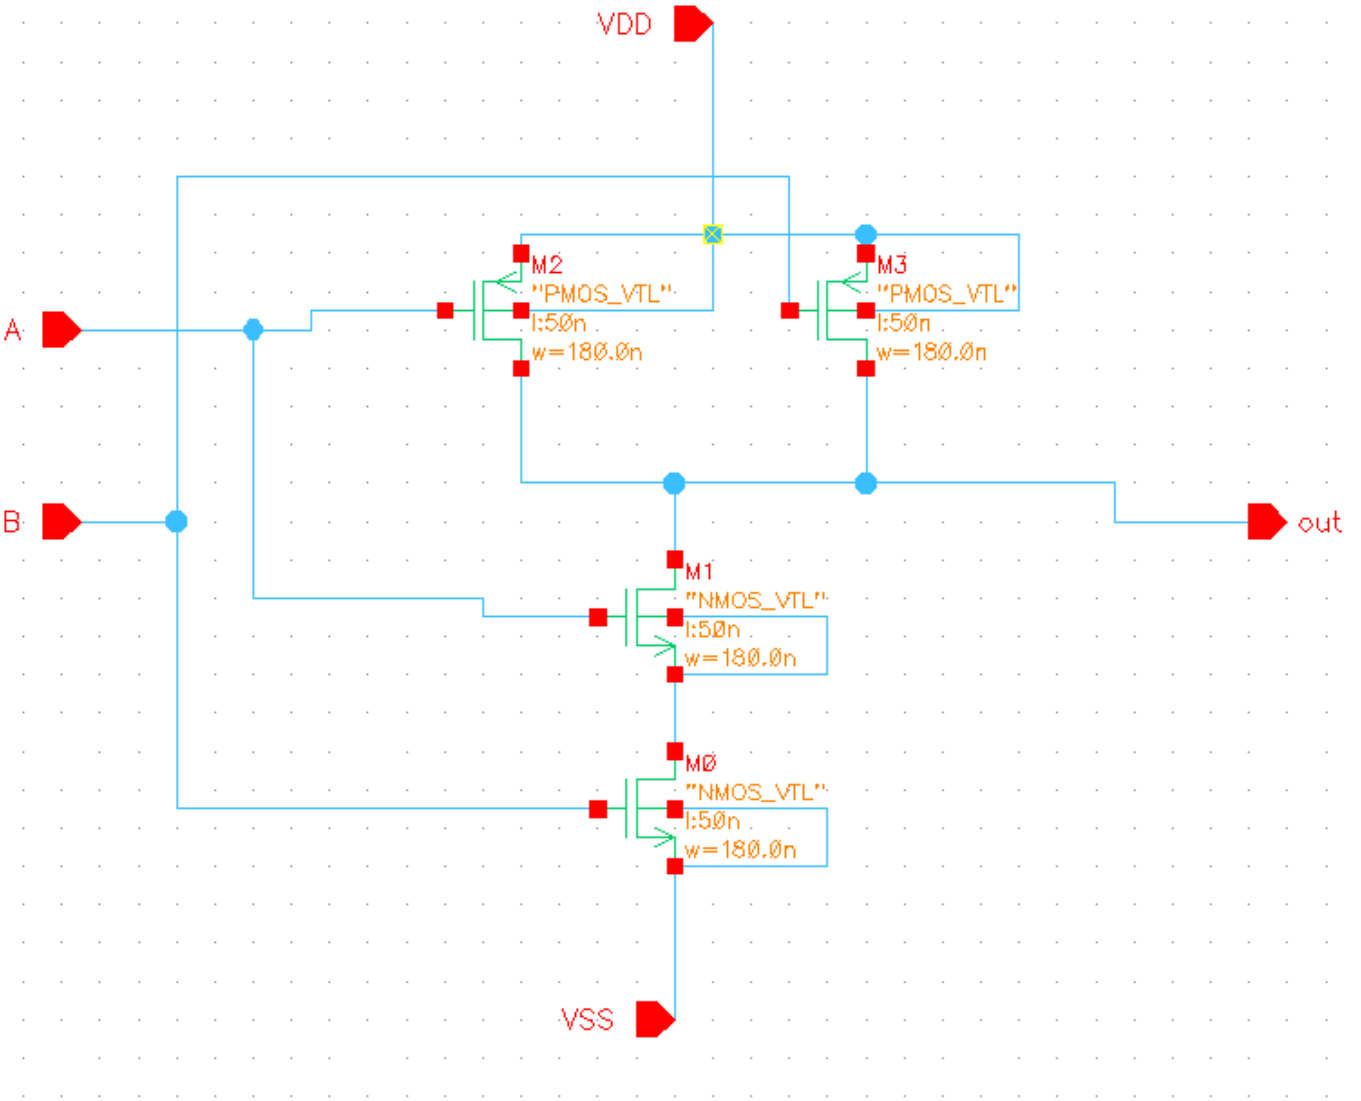 VDD
M2
"PMOS_VTL"
l:50n
w=180.0n
M3
"PMOS_VTL"
l:50n
w=180.0n
A
B
out
M1
"NMOS_VTL"
l:50n
w=180.0n
M0
"NMOS_VTL"
l:50n
w=180.0n
VSS